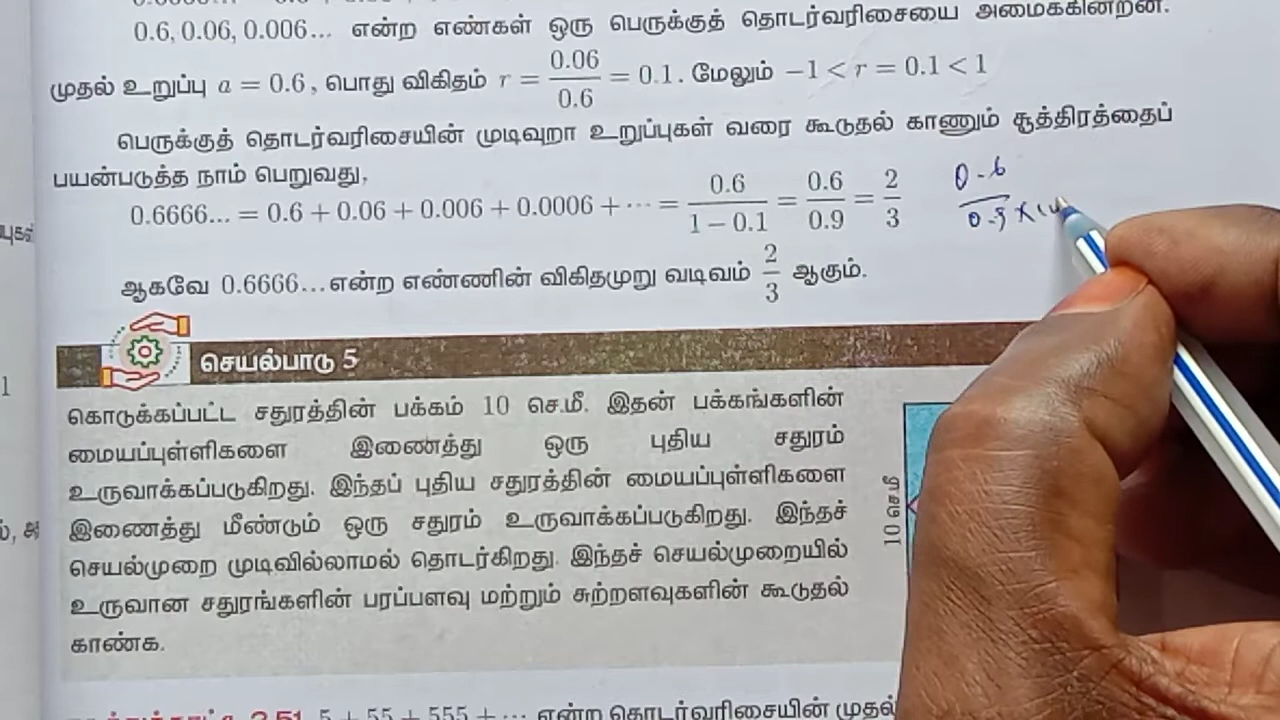 0.6, 0.06, 0.006... என்ற எண்கள் ஒரு பெருக்குத் தொடர்வரிசையை அமைக்கின்றன.
முதல் உறுப்பு a = 0.6, பொது விகிதம் r = 0.06/0.6 = 0.1. மேலும் −1 < r = 0.1 < 1
பெருக்குத் தொடர்வரிசையின் முடிவுறா உறுப்புகள் வரை கூடுதல் காணும் சூத்திரத்தைப்
பயன்படுத்த நாம் பெறுவது,
0.6666... = 0.6 + 0.06 + 0.006 + 0.0006 + ⋯ = 0.6/(1 − 0.1) = 0.6/0.9 = 2/3
0.6
0.9 ×
ஆகவே 0.6666... என்ற எண்ணின் விகிதமுறு வடிவம் 2/3 ஆகும்.
செயல்பாடு 5
கொடுக்கப்பட்ட சதுரத்தின் பக்கம் 10 செ.மீ. இதன் பக்கங்களின்
மையப்புள்ளிகளை இணைத்து ஒரு புதிய சதுரம்
உருவாக்கப்படுகிறது. இந்தப் புதிய சதுரத்தின் மையப்புள்ளிகளை
இணைத்து மீண்டும் ஒரு சதுரம் உருவாக்கப்படுகிறது. இந்தச்
செயல்முறை முடிவில்லாமல் தொடர்கிறது. இந்தச் செயல்முறையில்
உருவான சதுரங்களின் பரப்பளவு மற்றும் சுற்றளவுகளின் கூடுதல்
காண்க.
10 செ.மீ
2.51 5 + 55 + 555 + ⋯ என்ற தொடர்வரிசையின் முதல்